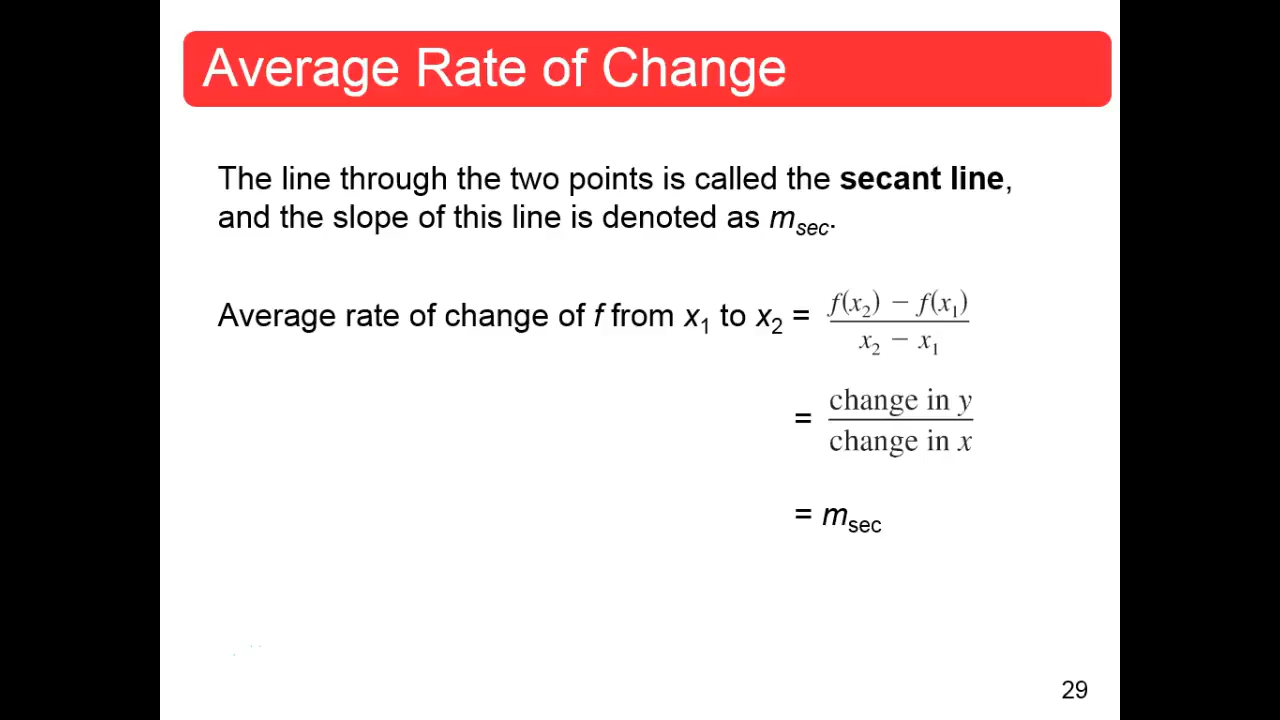 Average Rate of Change
The line through the two points is called the secant line,
and the slope of this line is denoted as m_sec.
Average rate of change of f from x₁ to x₂ = f(x₂) − f(x₁) / x₂ − x₁
= change in y / change in x
= m_sec
29